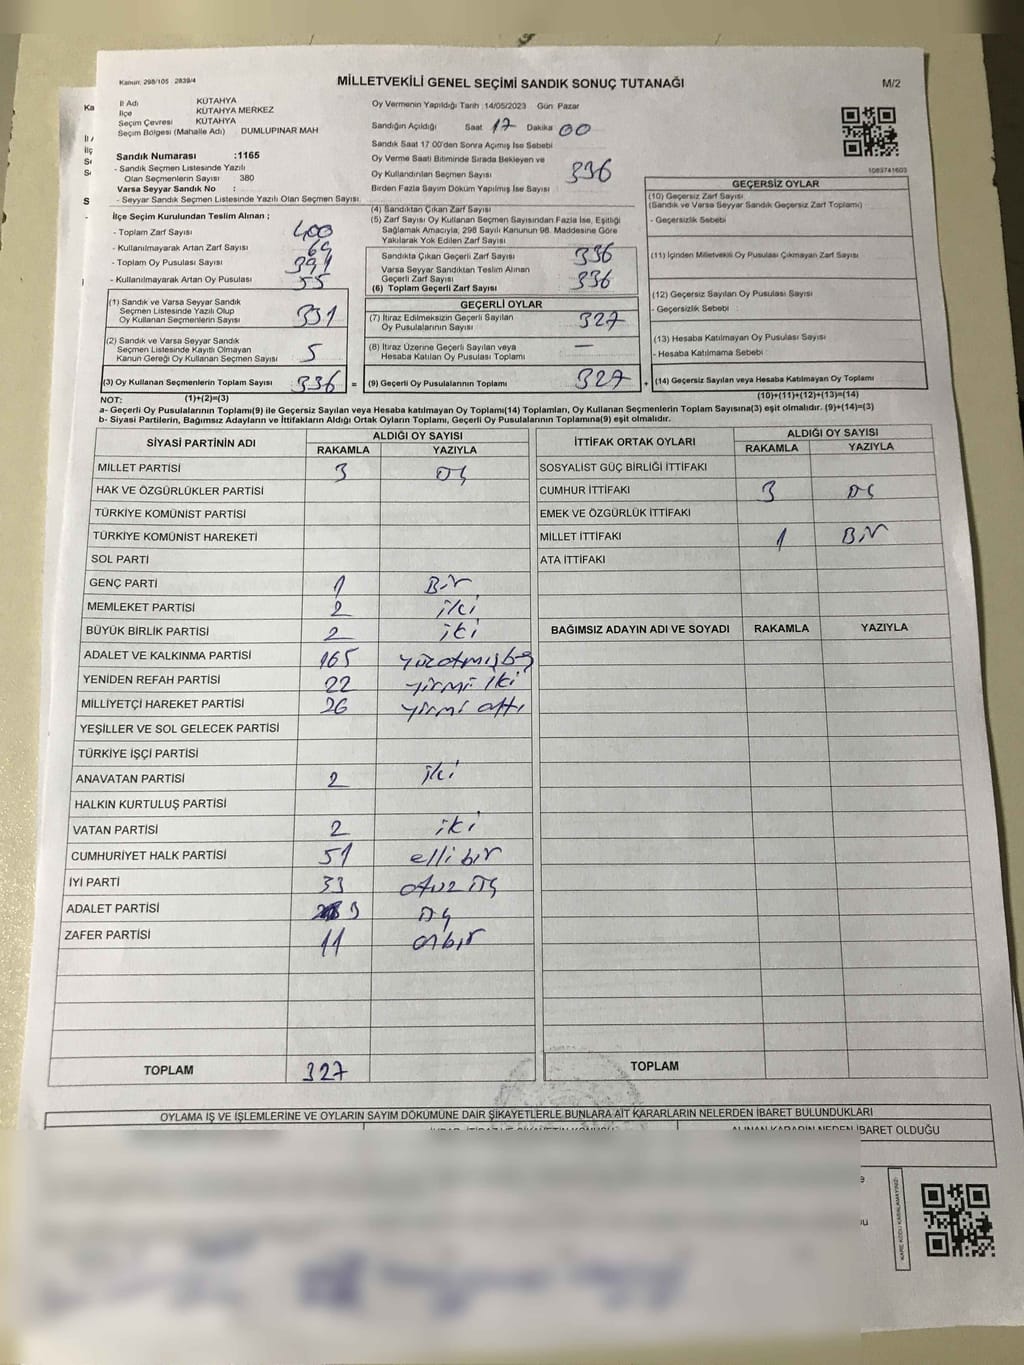 Kanun: 298/105 2839/4
MİLLETVEKİLİ GENEL SEÇİMİ SANDIK SONUÇ TUTANAĞI
M/2
İl Adı KÜTAHYA
İlçe KÜTAHYA MERKEZ
Seçim Çevresi KÜTAHYA
Seçim Bölgesi (Mahalle Adı) DUMLUPINAR MAH
Sandık Numarası :1165
- Sandık Seçmen Listesinde Yazılı
Olan Seçmenlerin Sayısı 380
Varsa Seyyar Sandık No :
- Seyyar Sandık Seçmen Listesinde Yazılı Olan Seçmen Sayısı
Oy Vermenin Yapıldığı Tarih :14/05/2023 Gün Pazar
Sandığın Açıldığı Saat 17 Dakika 00
Sandık Saat 17.00'den Sonra Açılmış İse Sebebi
Oy Verme Saati Bitiminde Sırada Bekleyen ve
Oy Kullandırılan Seçmen Sayısı 336
Birden Fazla Sayım Döküm Yapılmış İse Sayısı
1083741603
İlçe Seçim Kurulundan Teslim Alınan ;
- Toplam Zarf Sayısı 400
- Kullanılmayarak Artan Zarf Sayısı 64
- Toplam Oy Pusulası Sayısı 391
- Kullanılmayarak Artan Oy Pusulası 55
(1) Sandık ve Varsa Seyyar Sandık
Seçmen Listesinde Yazılı Olup
Oy Kullanan Seçmenlerin Sayısı 331
(2) Sandık ve Varsa Seyyar Sandık
Seçmen Listesinde Kayıtlı Olmayan
Kanun Gereği Oy Kullanan Seçmen Sayısı 5
(3) Oy Kullanan Seçmenlerin Toplam Sayısı 336 =
(4) Sandıktan Çıkan Zarf Sayısı
(5) Zarf Sayısı Oy Kullanan Seçmen Sayısından Fazla İse, Eşitliği
Sağlamak Amacıyla, 298 Sayılı Kanunun 98. Maddesine Göre
Yakılarak Yok Edilen Zarf Sayısı
Sandıkta Çıkan Geçerli Zarf Sayısı 336
Varsa Seyyar Sandıktan Teslim Alınan
Geçerli Zarf Sayısı 336
(6) Toplam Geçerli Zarf Sayısı
GEÇERLİ OYLAR
(7) İtiraz Edilmeksizin Geçerli Sayılan
Oy Pusulalarının Sayısı 327
(8) İtiraz Üzerine Geçerli Sayılan veya
Hesaba Katılan Oy Pusulası Toplamı —
(9) Geçerli Oy Pusulalarının Toplamı 327 +
GEÇERSİZ OYLAR
(10) Geçersiz Zarf Sayısı
(Sandık ve Varsa Seyyar Sandık Geçersiz Zarf Toplamı)
- Geçersizlik Sebebi
(11) İçinden Milletvekili Oy Pusulası Çıkmayan Zarf Sayısı
(12) Geçersiz Sayılan Oy Pusulası Sayısı
- Geçersizlik Sebebi
(13) Hesaba Katılmayan Oy Pusulası Sayısı
- Hesaba Katılmama Sebebi
(14) Geçersiz Sayılan veya Hesaba Katılmayan Oy Toplamı
NOT: (1)+(2)=(3) (10)+(11)+(12)+(13)=(14)
a- Geçerli Oy Pusulalarının Toplamı(9) ile Geçersiz Sayılan veya Hesaba katılmayan Oy Toplamı(14) Toplamları, Oy Kullanan Seçmenlerin Toplam Sayısına(3) eşit olmalıdır. (9)+(14)=(3)
b- Siyasi Partilerin, Bağımsız Adayların ve İttifakların Aldığı Ortak Oyların Toplamı, Geçerli Oy Pusulalarının Toplamına(9) eşit olmalıdır.
SİYASİ PARTİNİN ADI ALDIĞI OY SAYISI
RAKAMLA YAZIYLA
MİLLET PARTİSİ 3 üç
HAK VE ÖZGÜRLÜKLER PARTİSİ
TÜRKİYE KOMÜNİST PARTİSİ
TÜRKİYE KOMÜNİST HAREKETİ
SOL PARTİ
GENÇ PARTİ 1 Bir
MEMLEKET PARTİSİ 2 iki
BÜYÜK BİRLİK PARTİSİ 2 iki
ADALET VE KALKINMA PARTİSİ 165 yüzatmışbeş
YENİDEN REFAH PARTİSİ 22 yirmi iki
MİLLİYETÇİ HAREKET PARTİSİ 26 yirmi altı
YEŞİLLER VE SOL GELECEK PARTİSİ
TÜRKİYE İŞÇİ PARTİSİ
ANAVATAN PARTİSİ 2 iki
HALKIN KURTULUŞ PARTİSİ
VATAN PARTİSİ 2 iki
CUMHURİYET HALK PARTİSİ 51 elli bir
İYİ PARTİ 33 otuz üç
ADALET PARTİSİ 3 üç
ZAFER PARTİSİ 11 onbir
TOPLAM 327
İTTİFAK ORTAK OYLARI ALDIĞI OY SAYISI
RAKAMLA YAZIYLA
SOSYALİST GÜÇ BİRLİĞİ İTTİFAKI
CUMHUR İTTİFAKI 3 üç
EMEK VE ÖZGÜRLÜK İTTİFAKI
MİLLET İTTİFAKI 1 Bir
ATA İTTİFAKI
BAĞIMSIZ ADAYIN ADI VE SOYADI RAKAMLA YAZIYLA
TOPLAM
OYLAMA İŞ VE İŞLEMLERİNE VE OYLARIN SAYIM DÖKÜMÜNE DAİR ŞİKAYETLERLE BUNLARA AİT KARARLARIN NELERDEN İBARET BULUNDUKLARI
ALINAN KARARIN NEDEN İBARET OLDUĞU